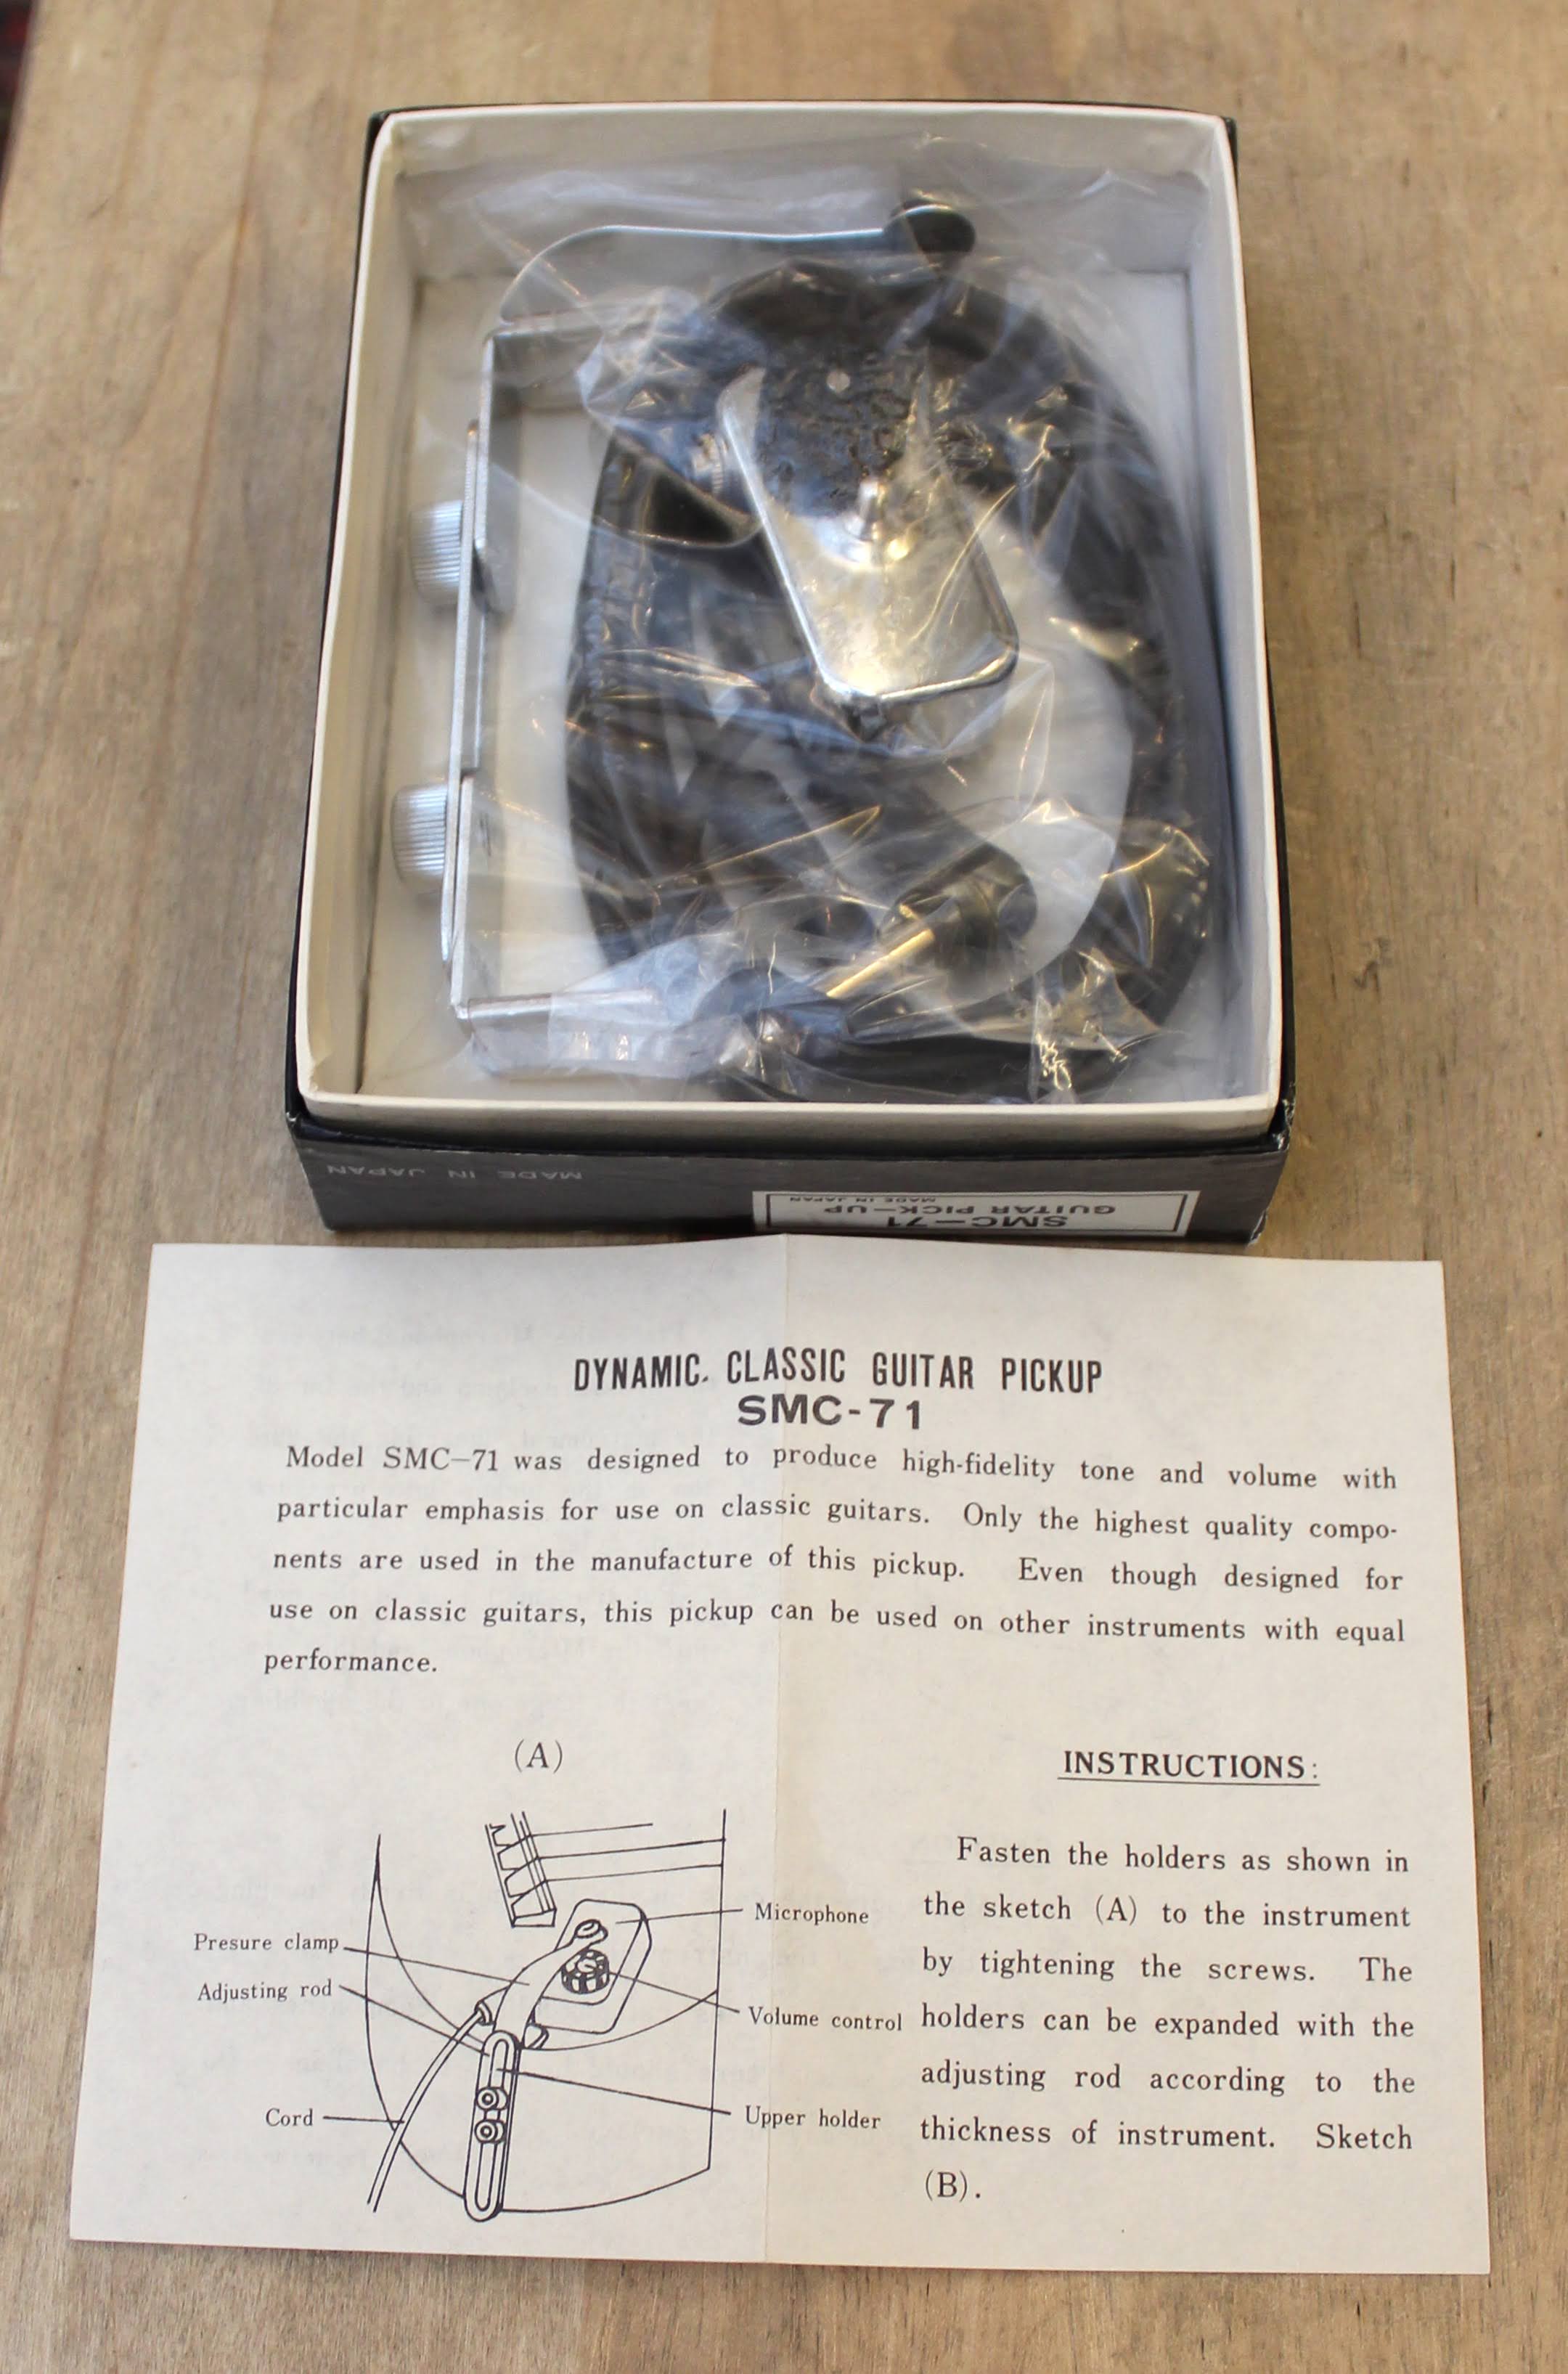 MADE IN JAPAN
SMC-71
GUITAR PICK-UP
MADE IN JAPAN
DYNAMIC. CLASSIC GUITAR PICKUP
SMC-71
Model SMC-71 was designed to produce high-fidelity tone and volume with
particular emphasis for use on classic guitars. Only the highest quality compo-
nents are used in the manufacture of this pickup. Even though designed for
use on classic guitars, this pickup can be used on other instruments with equal
performance.
(A)
Microphone
Presure clamp
Adjusting rod
Volume control
Cord
Upper holder
INSTRUCTIONS:
Fasten the holders as shown in
the sketch (A) to the instrument
by tightening the screws. The
holders can be expanded with the
adjusting rod according to the
thickness of instrument. Sketch
(B).